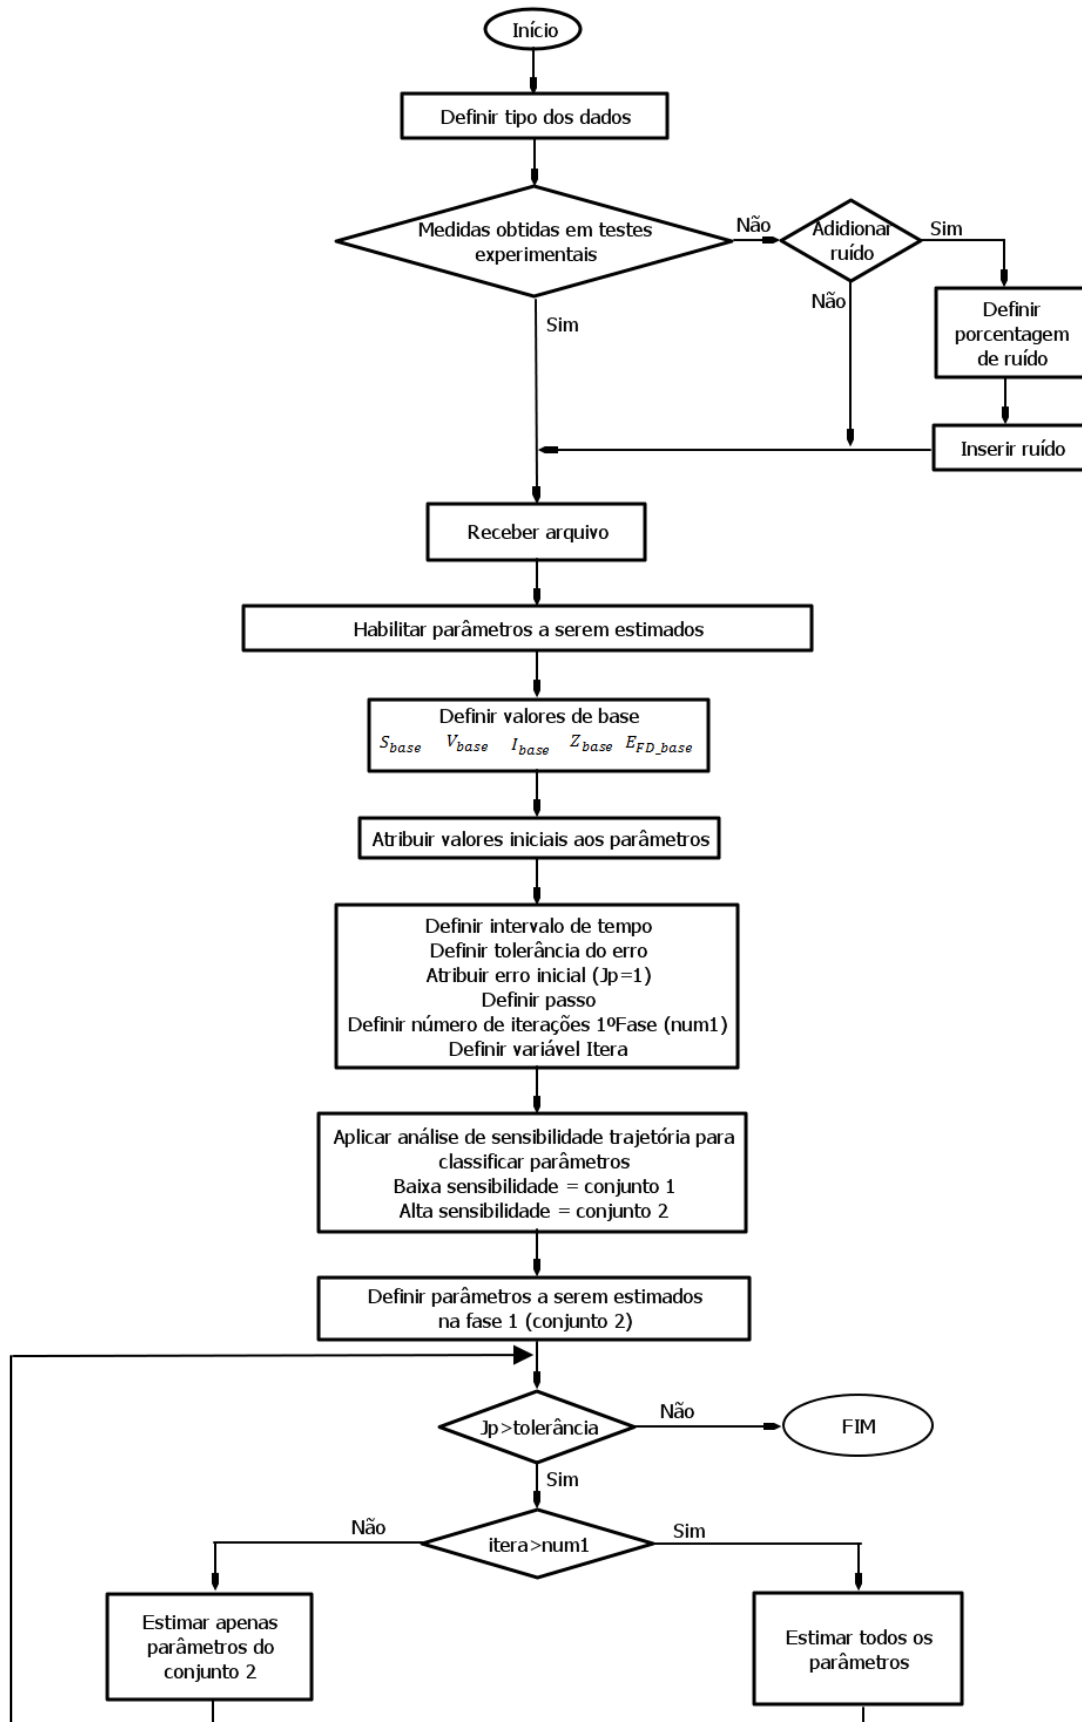 Início
Definir tipo dos dados
Medidas obtidas em testes
experimentais
Não
Adidionar
ruído
Sim
Não
Sim
Definir
porcentagem
de ruído
Inserir ruído
Receber arquivo
Habilitar parâmetros a serem estimados
Definir valores de base
S_base V_base I_base Z_base E_FD_base
Atribuir valores iniciais aos parâmetros
Definir intervalo de tempo
Definir tolerância do erro
Atribuir erro inicial (Jp=1)
Definir passo
Definir número de iterações 1ºFase (num1)
Definir variável Itera
Aplicar análise de sensibilidade trajetória para
classificar parâmetros
Baixa sensibilidade = conjunto 1
Alta sensibilidade = conjunto 2
Definir parâmetros a serem estimados
na fase 1 (conjunto 2)
Jp>tolerância
Não
FIM
Sim
itera>num1
Não
Sim
Estimar apenas
parâmetros do
conjunto 2
Estimar todos os
parâmetros